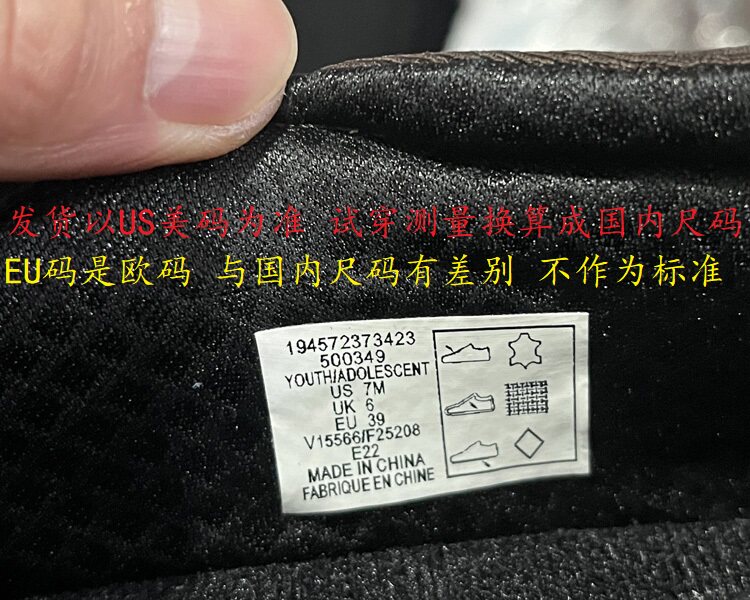 发货以US美码为准 试穿测量换算成国内尺码
EU码是欧码 与国内尺码有差别 不作为标准
194572373423
500349
YOUTH/ADOLESCENT
US 7M
UK 6
EU 39
V15566/F25208
E22
MADE IN CHINA
FABRIQUE EN CHINE